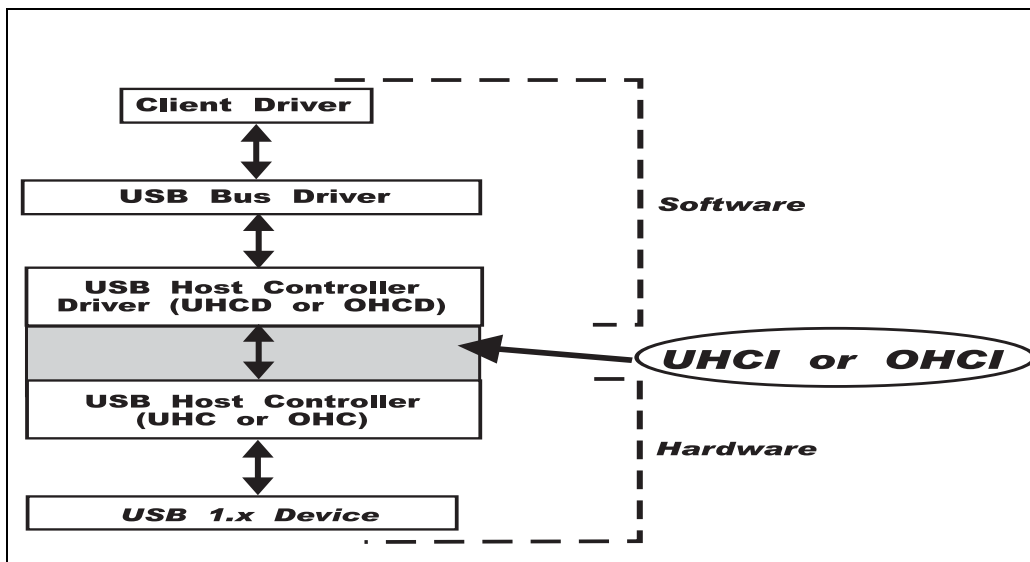 Client Driver
USB Bus Driver
Software
USB Host Controller
Driver (UHCD or OHCD)
UHCI or OHCI
USB Host Controller
(UHC or OHC)
Hardware
USB 1.x Device